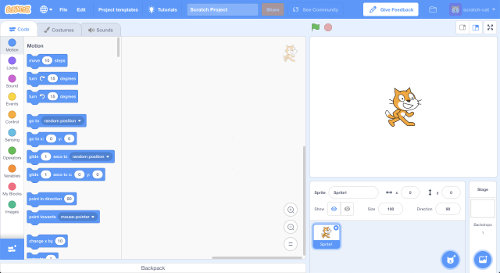 SCRATCH File Edit Project templates Tutorials Scratch Project Share See Community Give Feedback scratch-cat
Code Costumes Sounds
Motion
Motion
move 10 steps
Looks
turn 15 degrees
Sound
turn 15 degrees
Events
Control
go to random position
Sensing
go to x: 0 y: 0
Operators
glide 1 secs to random position
Variables
glide 1 secs to x: 0 y: 0
My Blocks
point in direction 90
Images
point towards mouse-pointer
change x by 10
Backpack
Sprite Sprite1 x 0 y 0
Show Size 100 Direction 90
Sprite1
Stage
Backdrops
1